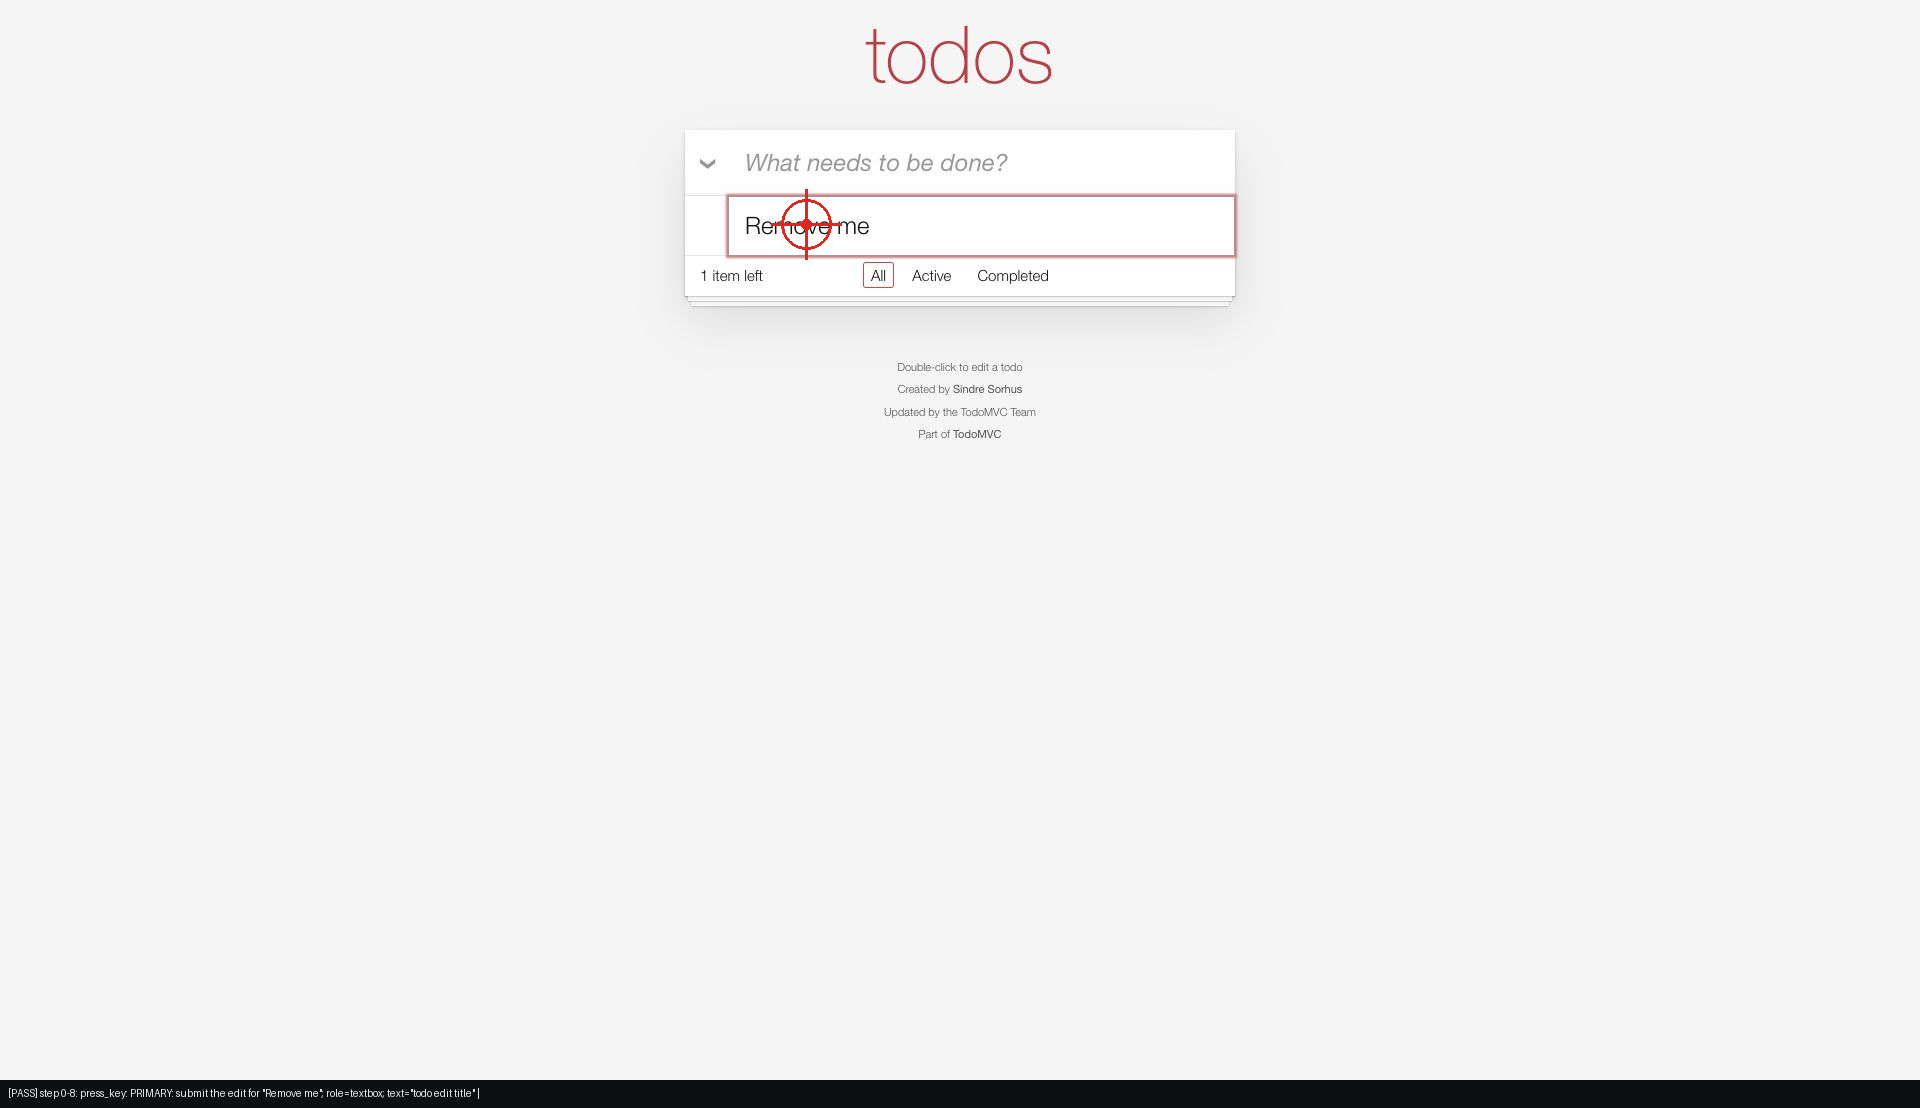 todos
What needs to be done?
Remove me
1 item left All Active Completed
Double-click to edit a todo
Created by Sindre Sorhus
Updated by the TodoMVC Team
Part of TodoMVC
[PASS] step 0-8: press_key: PRIMARY: submit the edit for "Remove me"; role=textbox; text="todo edit title" |